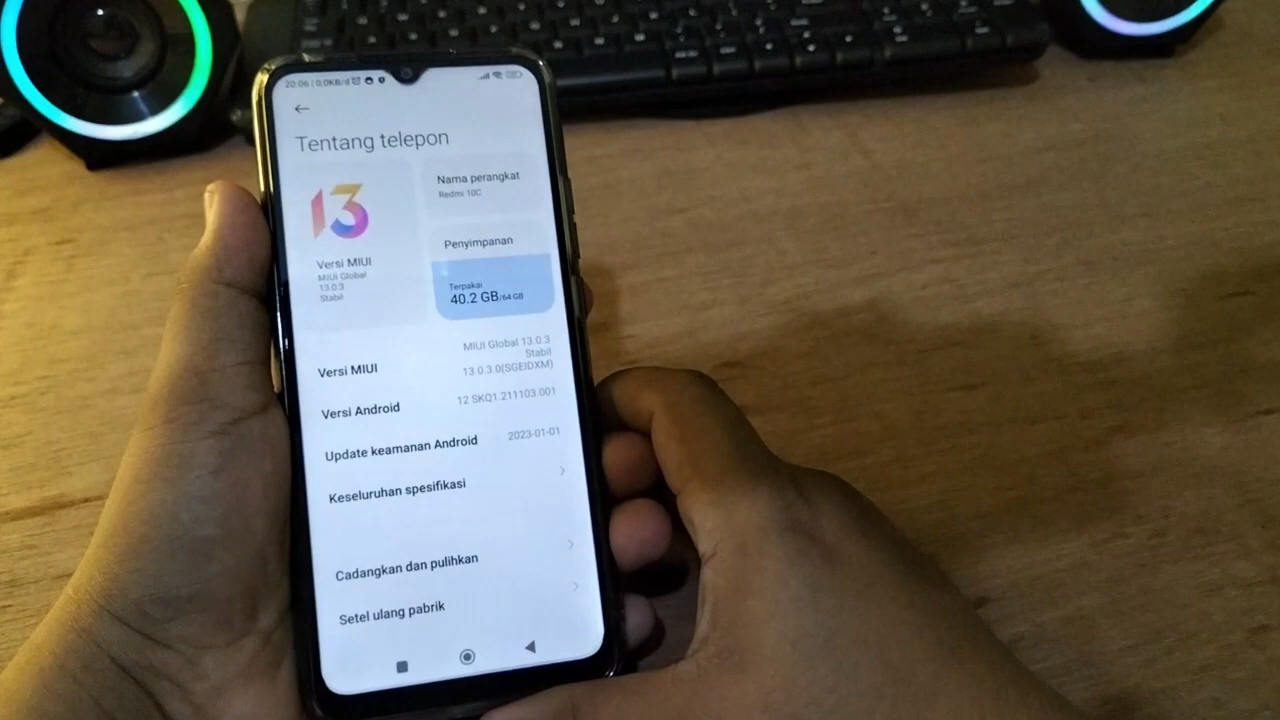 20.06 | 0,0KB/d
Tentang telepon
13
Versi MIUI
MIUI Global
13.0.3
Stabil
Nama perangkat
Redmi 10C
Penyimpanan
Terpakai
40.2 GB/64 GB
Versi MIUI
MIUI Global 13.0.3
Stabil
13.0.3.0(SGEIDXM)
Versi Android
12 SKQ1.211103.001
Update keamanan Android
2023-01-01
Keseluruhan spesifikasi
Cadangkan dan pulihkan
Setel ulang pabrik